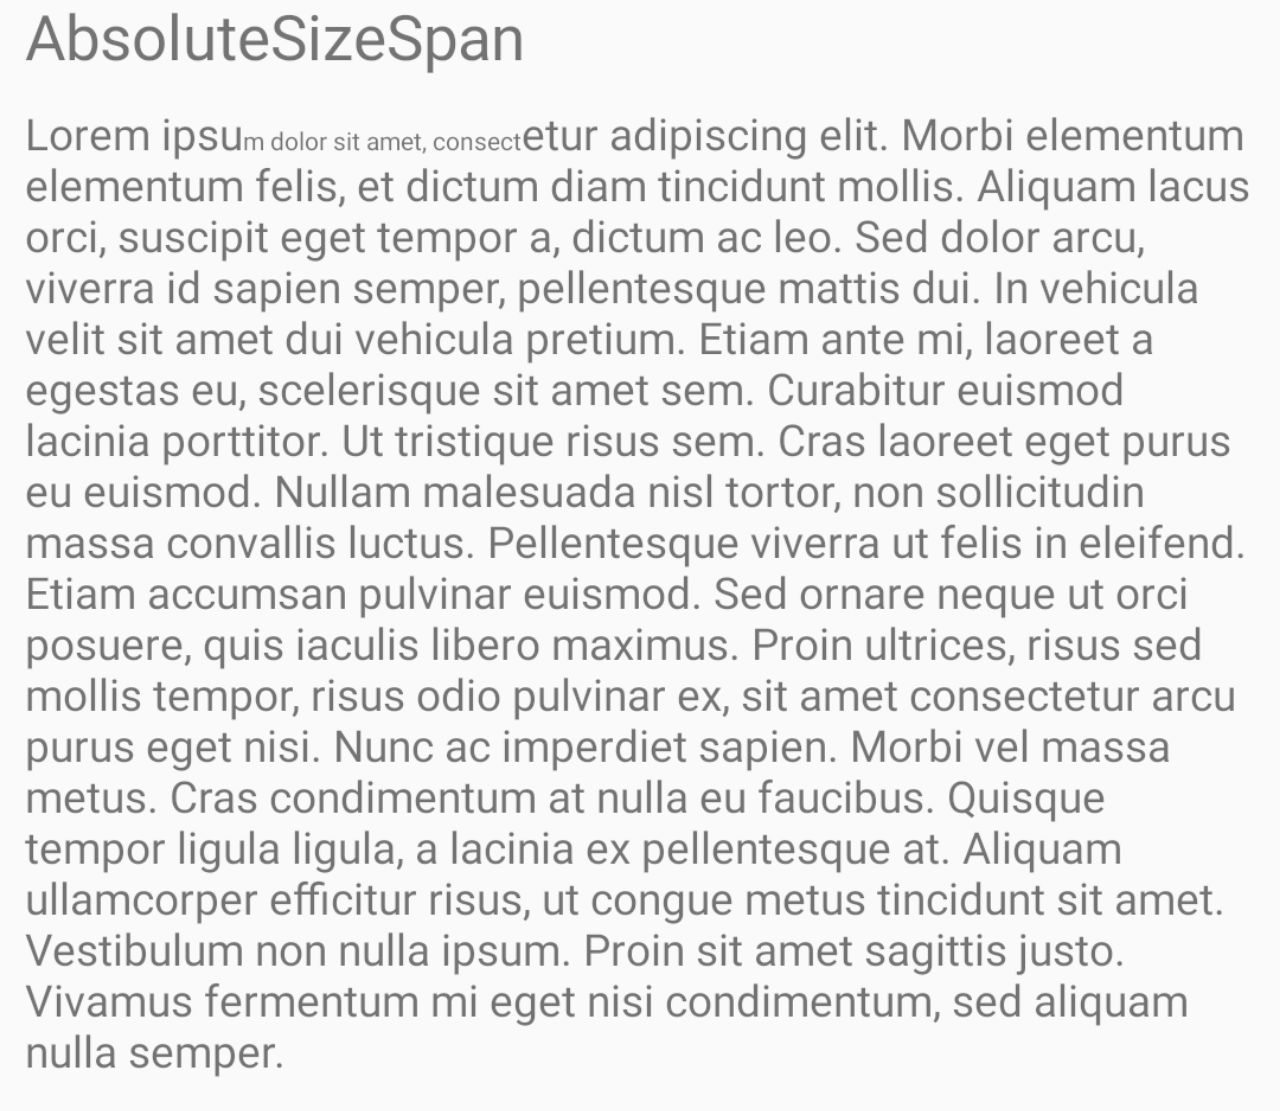 AbsoluteSizeSpan
Lorem ipsum dolor sit amet, consectetur adipiscing elit. Morbi elementum
elementum felis, et dictum diam tincidunt mollis. Aliquam lacus
orci, suscipit eget tempor a, dictum ac leo. Sed dolor arcu,
viverra id sapien semper, pellentesque mattis dui. In vehicula
velit sit amet dui vehicula pretium. Etiam ante mi, laoreet a
egestas eu, scelerisque sit amet sem. Curabitur euismod
lacinia porttitor. Ut tristique risus sem. Cras laoreet eget purus
eu euismod. Nullam malesuada nisl tortor, non sollicitudin
massa convallis luctus. Pellentesque viverra ut felis in eleifend.
Etiam accumsan pulvinar euismod. Sed ornare neque ut orci
posuere, quis iaculis libero maximus. Proin ultrices, risus sed
mollis tempor, risus odio pulvinar ex, sit amet consectetur arcu
purus eget nisi. Nunc ac imperdiet sapien. Morbi vel massa
metus. Cras condimentum at nulla eu faucibus. Quisque
tempor ligula ligula, a lacinia ex pellentesque at. Aliquam
ullamcorper efficitur risus, ut congue metus tincidunt sit amet.
Vestibulum non nulla ipsum. Proin sit amet sagittis justo.
Vivamus fermentum mi eget nisi condimentum, sed aliquam
nulla semper.